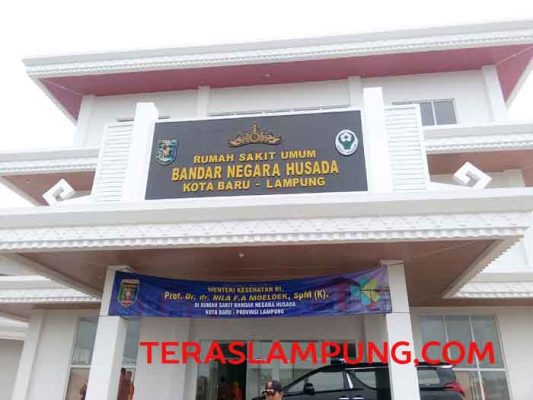 RUMAH SAKIT UMUM
BANDAR NEGARA HUSADA
KOTA BARU - LAMPUNG
MENTERI KESEHATAN RI.
Prof. Dr. dr. NILA F.A MOELOEK, SpM (K).
DI RUMAH SAKIT BANDAR NEGARA HUSADA
KOTA BARU - PROVINSI LAMPUNG
TERASLAMPUNG,COM